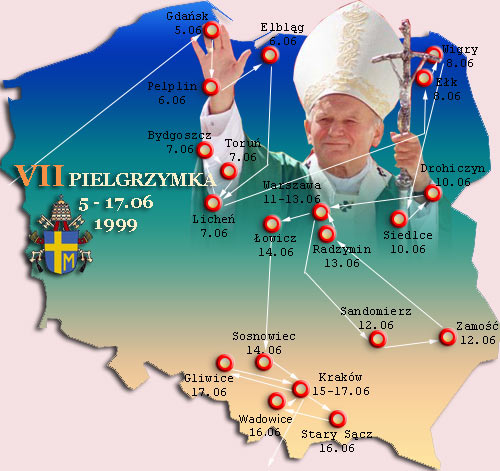 Gdańsk
5.06
Elbląg
6.06
Wigry
8.06
Ełk
8.06
Pelplin
6.06
Bydgoszcz
7.06
Toruń
7.06
Licheń
7.06
VII PIELGRZYMKA
5 - 17.06
1999
M
Drohiczyn
10.06
Siedlce
10.06
Warszawa
11-13.06
Radzymin
13.06
Łowicz
14.06
Sandomierz
12.06
Zamość
12.06
Sosnowiec
14.06
Gliwice
17.06
Kraków
15-17.06
Wadowice
16.06
Stary Sącz
16.06